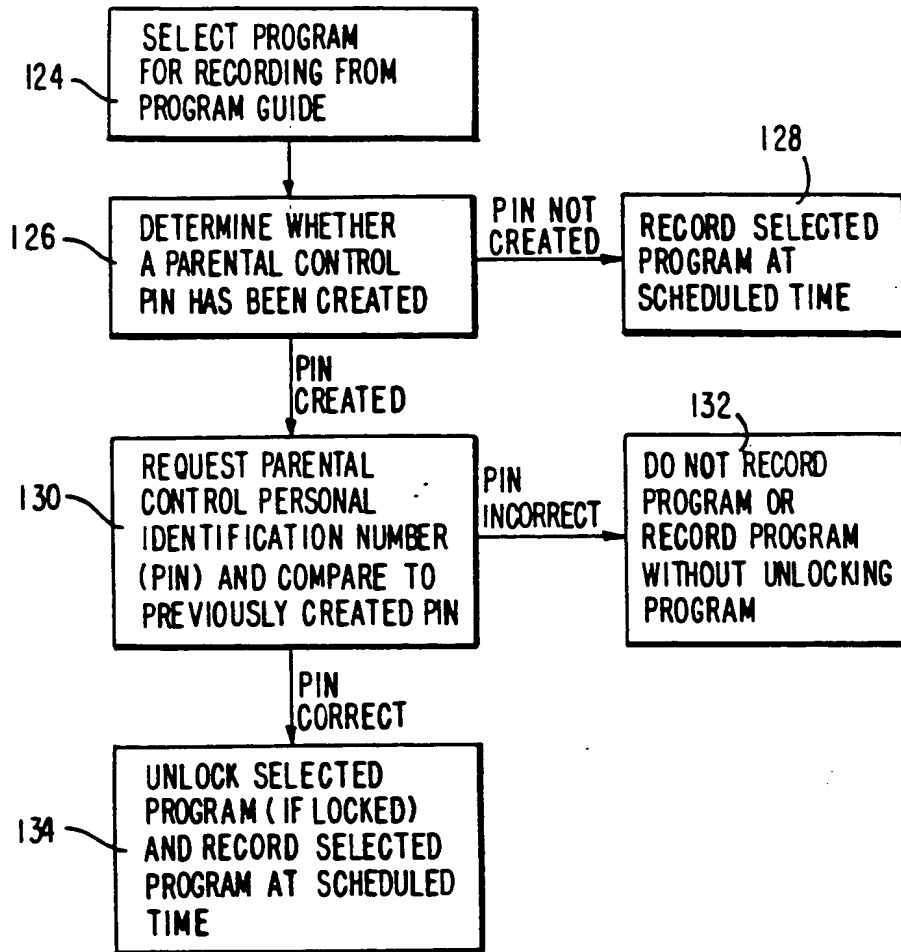 SELECT PROGRAM
FOR RECORDING FROM
PROGRAM GUIDE
124
128
PIN NOT
CREATED
126
DETERMINE WHETHER
A PARENTAL CONTROL
PIN HAS BEEN CREATED
RECORD SELECTED
PROGRAM AT
SCHEDULED TIME
PIN
CREATED
132
130
REQUEST PARENTAL
CONTROL PERSONAL
IDENTIFICATION NUMBER
(PIN) AND COMPARE TO
PREVIOUSLY CREATED PIN
PIN
INCORRECT
DO NOT RECORD
PROGRAM OR
RECORD PROGRAM
WITHOUT UNLOCKING
PROGRAM
PIN
CORRECT
134
UNLOCK SELECTED
PROGRAM (IF LOCKED)
AND RECORD SELECTED
PROGRAM AT SCHEDULED
TIME